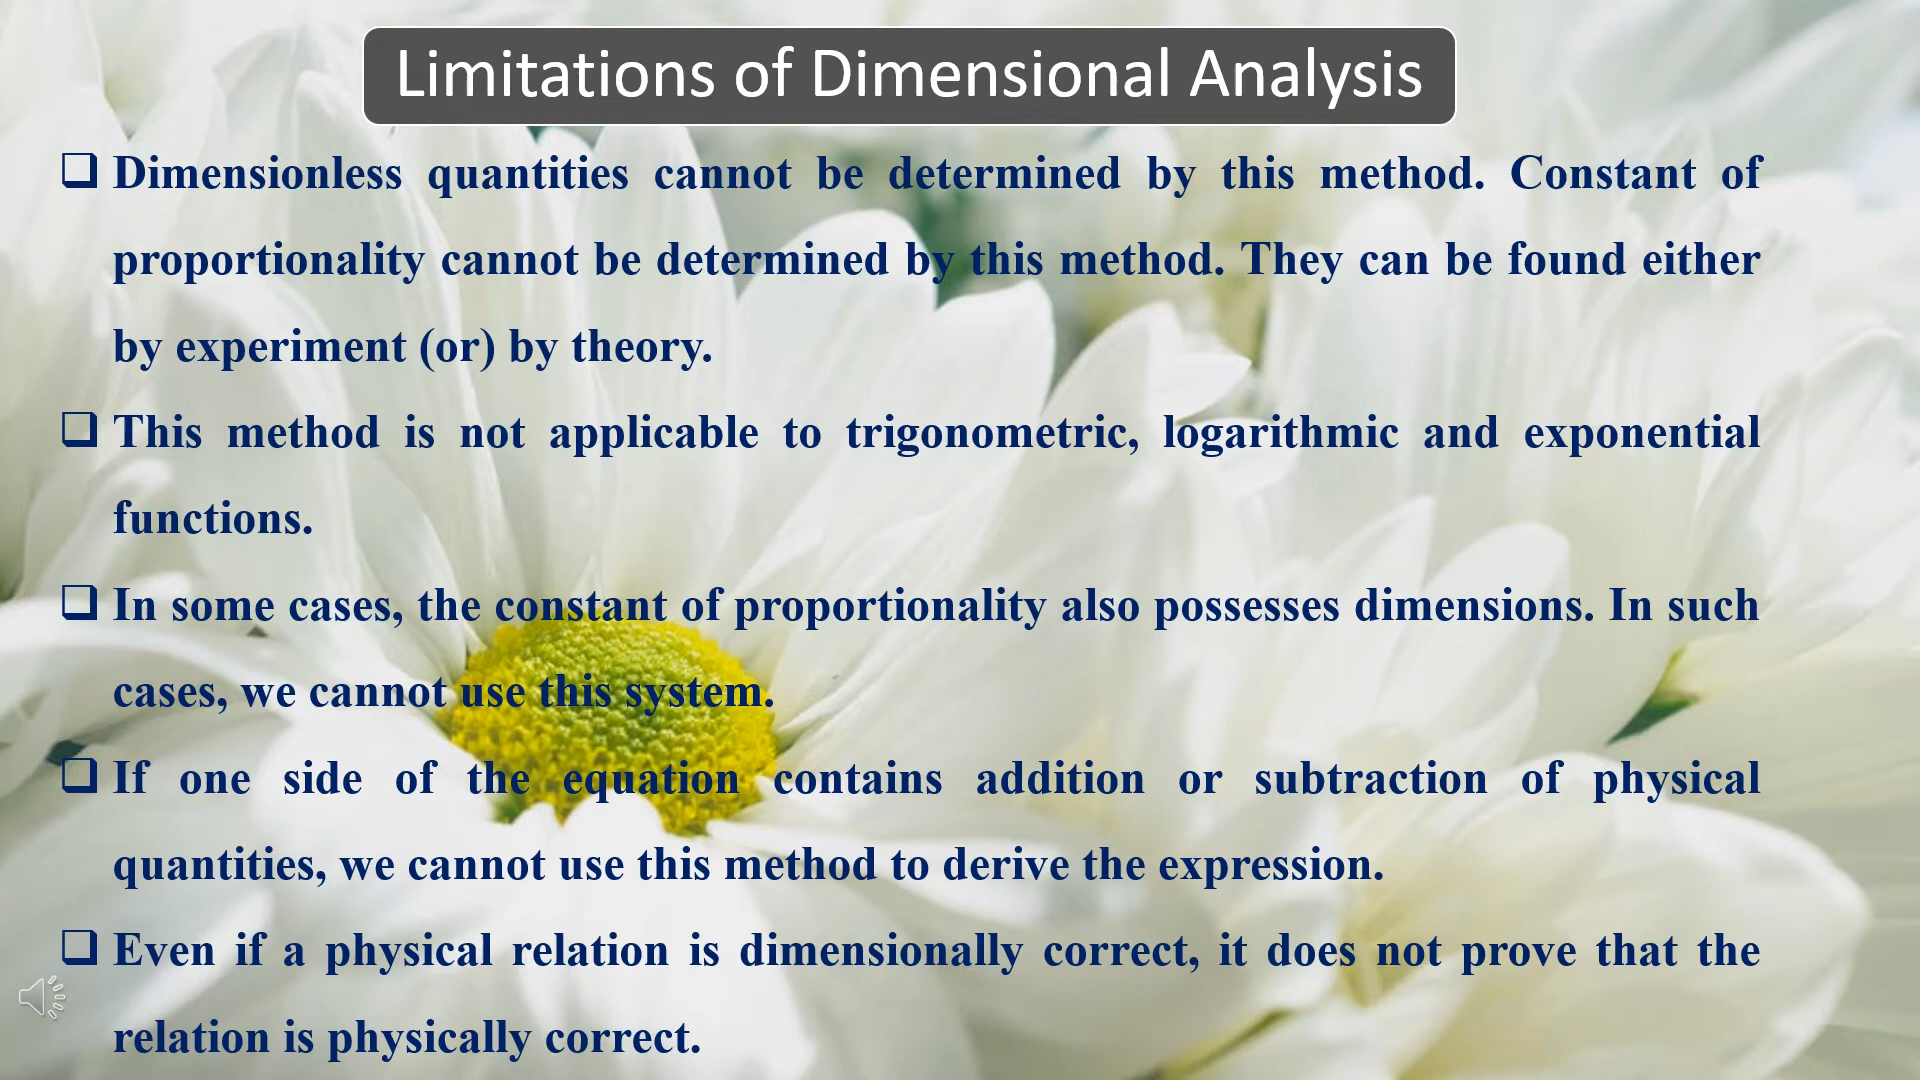 Limitations of Dimensional Analysis
❑ Dimensionless quantities cannot be determined by this method. Constant of
proportionality cannot be determined by this method. They can be found either
by experiment (or) by theory.
❑ This method is not applicable to trigonometric, logarithmic and exponential
functions.
❑ In some cases, the constant of proportionality also possesses dimensions. In such
cases, we cannot use this system.
❑ If one side of the equation contains addition or subtraction of physical
quantities, we cannot use this method to derive the expression.
❑ Even if a physical relation is dimensionally correct, it does not prove that the
relation is physically correct.